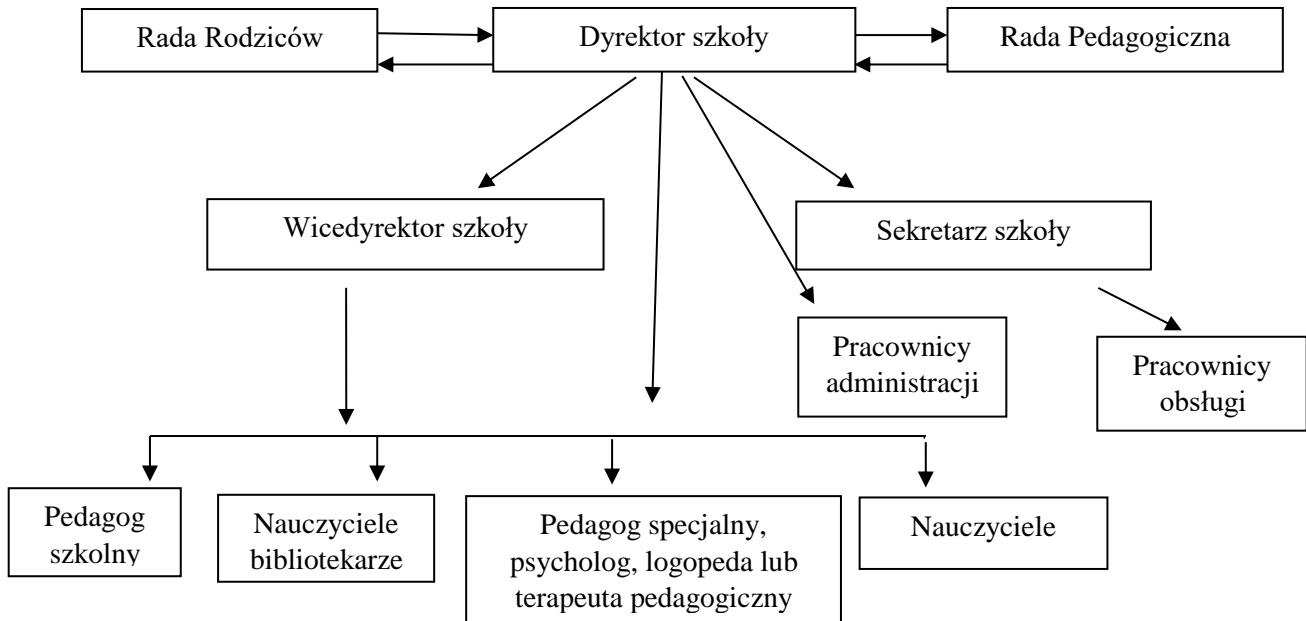 Rada Rodziców
Dyrektor szkoły
Rada Pedagogiczna
Wicedyrektor szkoły
Sekretarz szkoły
Pracownicy
administracji
Pracownicy
obsługi
Pedagog
szkolny
Nauczyciele
bibliotekarze
Pedagog specjalny,
psycholog, logopeda lub
terapeuta pedagogiczny
Nauczyciele